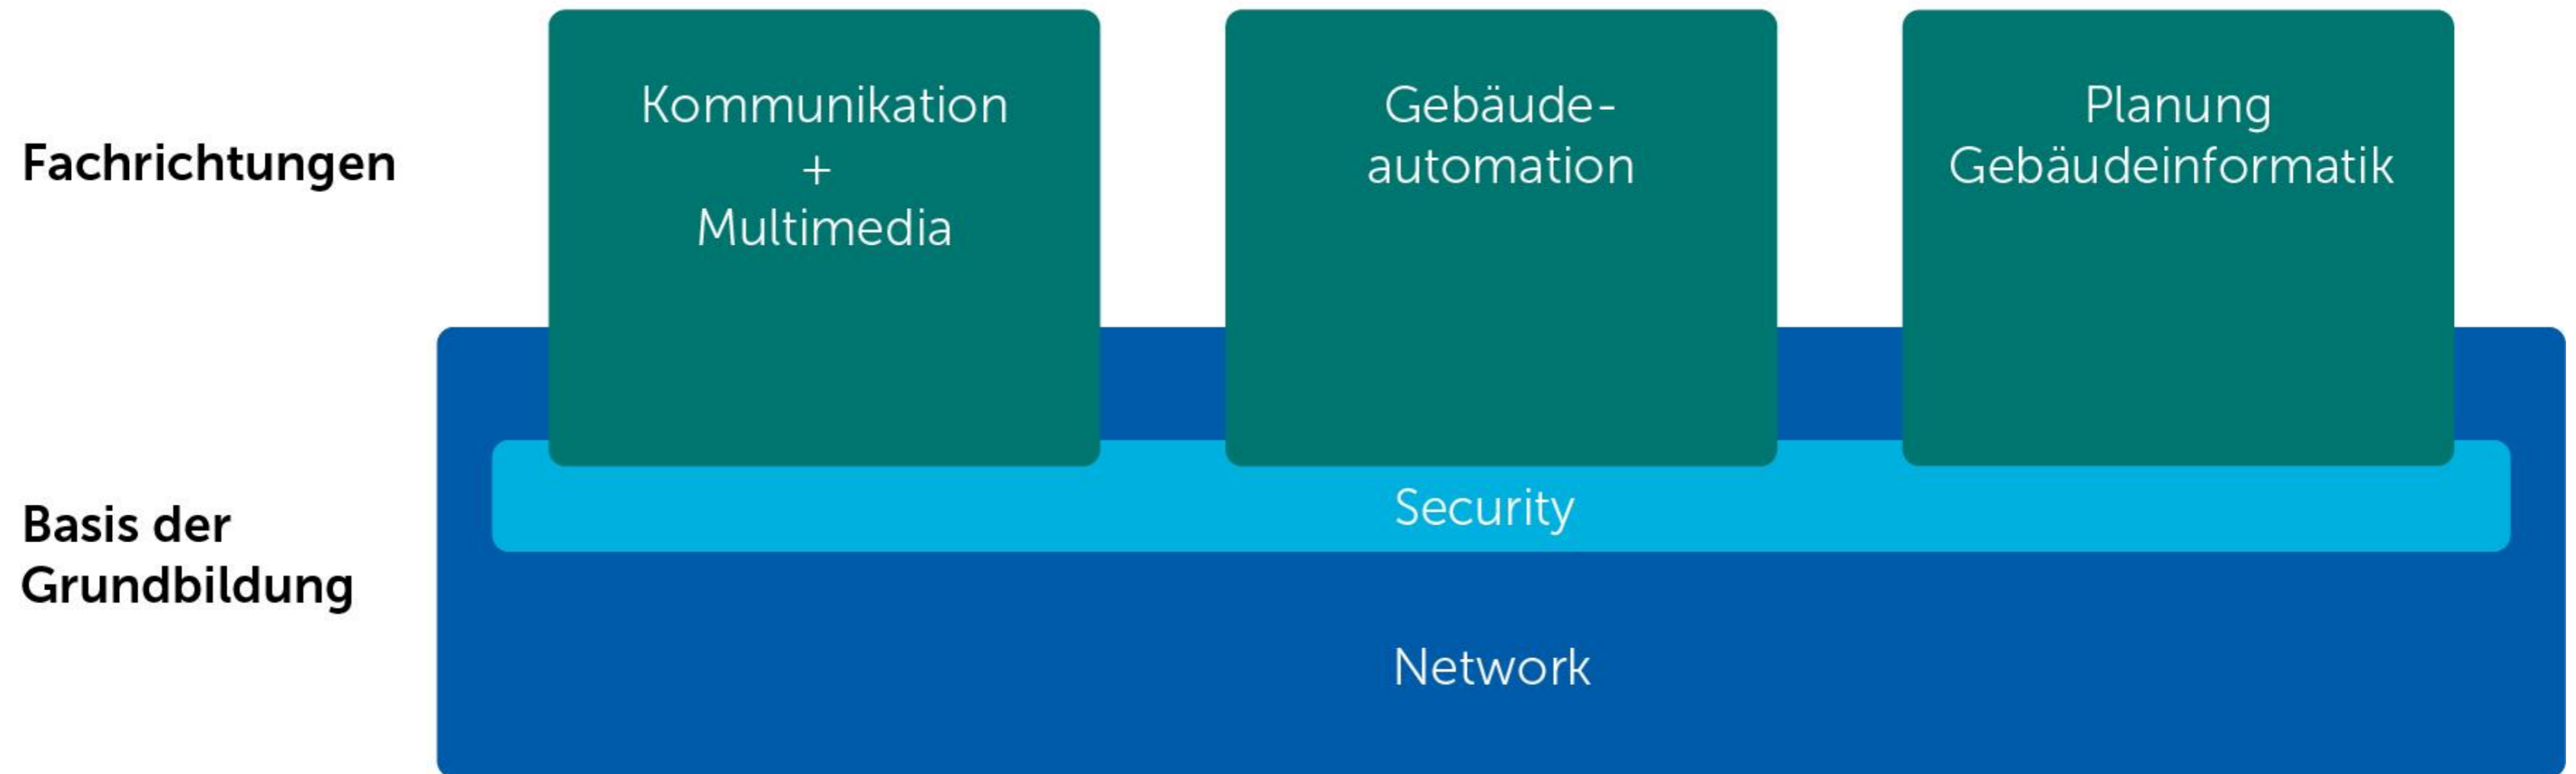 Fachrichtungen
Kommunikation
+
Multimedia
Gebäude-
automation
Planung
Gebäudeinformatik
Basis der
Grundbildung
Security
Network